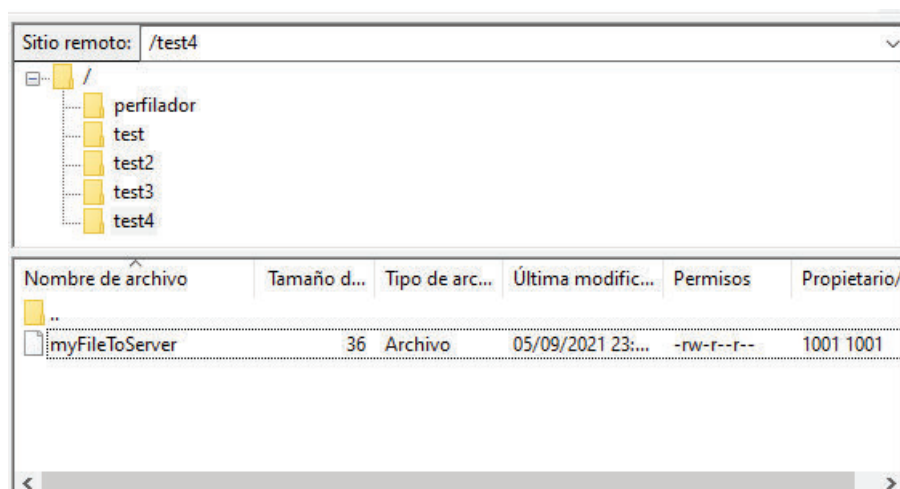 Sitio remoto: /test4
/
perfilador
test
test2
test3
test4
Nombre de archivo Tamaño d... Tipo de arc... Última modific... Permisos Propietario/
..
myFileToServer 36 Archivo 05/09/2021 23:... -rw-r--r-- 1001 1001